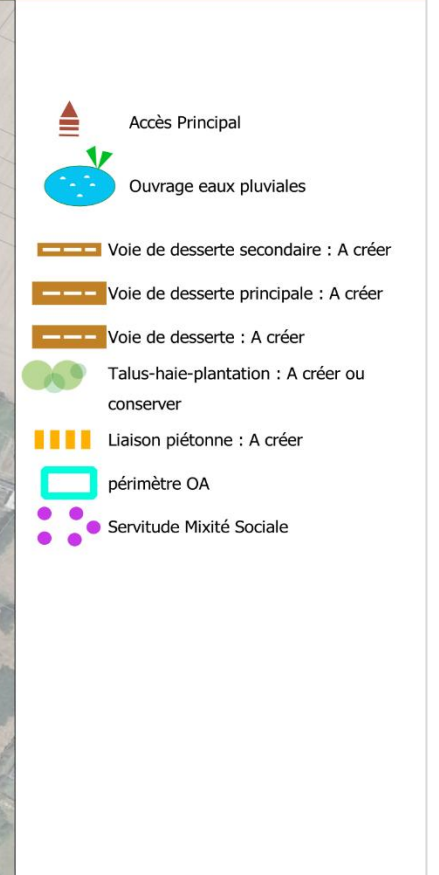 Accès Principal
Ouvrage eaux pluviales
Voie de desserte secondaire : A créer
Voie de desserte principale : A créer
Voie de desserte : A créer
Talus-haie-plantation : A créer ou
conserver
Liaison piétonne : A créer
périmètre OA
Servitude Mixité Sociale